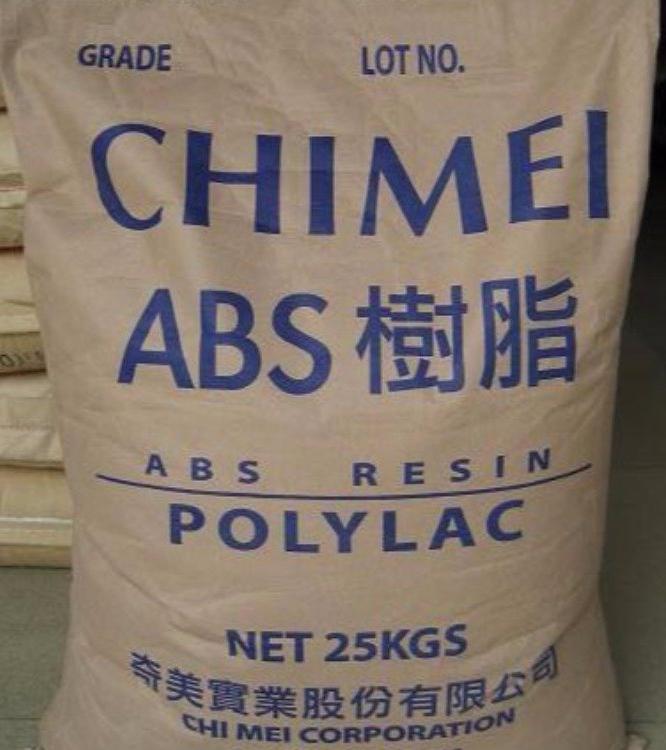 GRADE LOT NO.
CHIMEI
ABS 樹脂
ABS RESIN
POLYLAC
NET 25KGS
奇美實業股份有限公司
CHI MEI CORPORATION